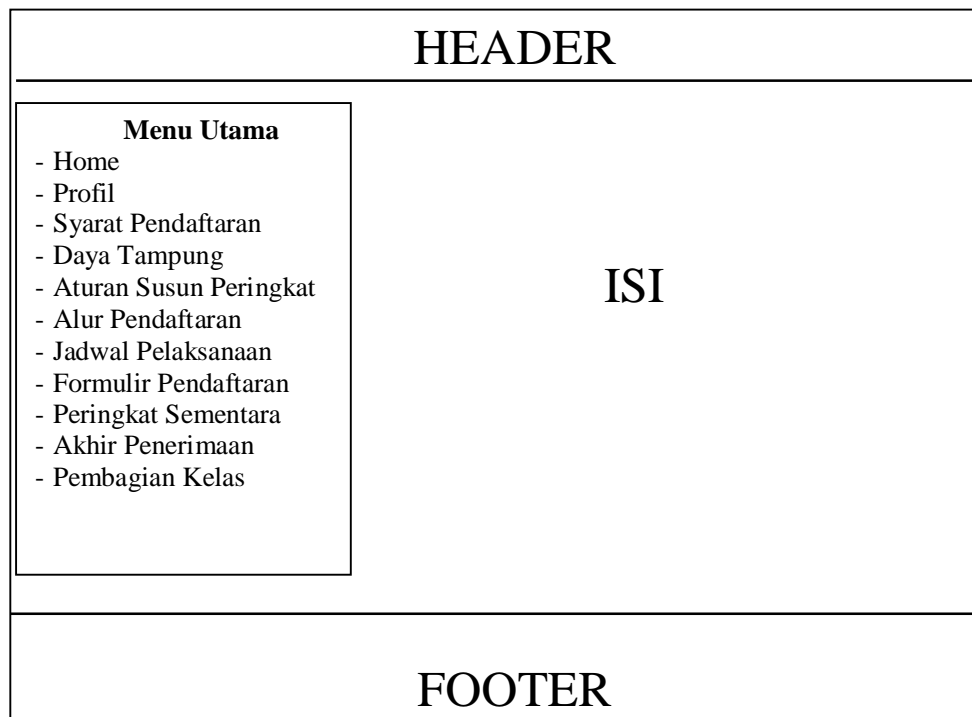 HEADER
Menu Utama
- Home
- Profil
- Syarat Pendaftaran
- Daya Tampung
- Aturan Susun Peringkat
- Alur Pendaftaran
- Jadwal Pelaksanaan
- Formulir Pendaftaran
- Peringkat Sementara
- Akhir Penerimaan
- Pembagian Kelas
ISI
FOOTER